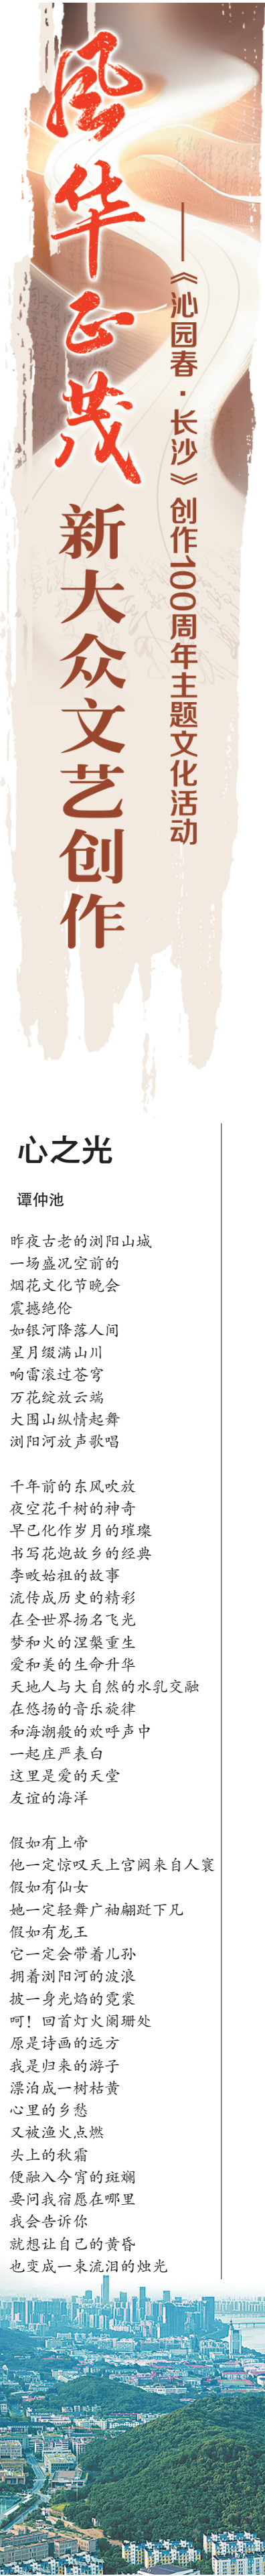 風华正茂
新大众文艺创作
——《沁园春·长沙》创作100周年主题文化活动
心之光
谭仲池
昨夜古老的浏阳山城
一场盛况空前的
烟花文化节晚会
震撼绝伦
如银河降落人间
星月缀满山川
响雷滚过苍穹
万花绽放云端
大围山纵情起舞
浏阳河放声歌唱
千年前的东风吹放
夜空花千树的神奇
早已化作岁月的璀璨
书写花炮故乡的经典
李畋始祖的故事
流传成历史的精彩
在全世界扬名飞光
梦和火的涅槃重生
爱和美的生命升华
天地人与大自然的水乳交融
在悠扬的音乐旋律
和海潮般的欢呼声中
一起庄严表白
这里是爱的天堂
友谊的海洋
假如有上帝
他一定惊叹天上宫阙来自人寰
假如有仙女
她一定轻舞广袖翩跹下凡
假如有龙王
它一定会带着儿孙
拥着浏阳河的波浪
披一身光焰的霓裳
呵！回首灯火阑珊处
原是诗画的远方
我是归来的游子
漂泊成一树枯黄
心里的乡愁
又被渔火点燃
头上的秋霜
便融入今宵的斑斓
要问我宿愿在哪里
我会告诉你
就想让自己的黄昏
也变成一束流泪的烛光